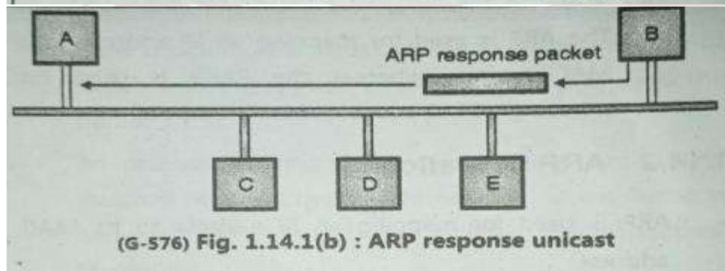 A
B
ARP response packet
C
D
E
(G-576) Fig. 1.14.1(b) : ARP response unicast